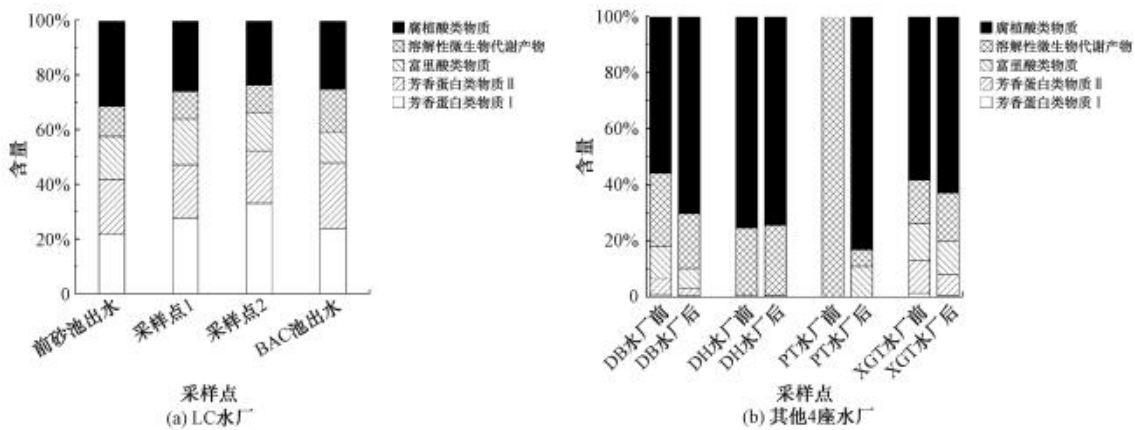 100%
80%
60%
40%
20%
0
含量
腐植酸类物质
溶解性微生物代谢产物
富里酸类物质
芳香蛋白类物质Ⅱ
芳香蛋白类物质Ⅰ
前砂池出水
采样点1
采样点2
BAC池出水
采样点
(a) LC水厂
100%
80%
60%
40%
20%
0
含量
腐植酸类物质
溶解性微生物代谢产物
富里酸类物质
芳香蛋白类物质Ⅱ
芳香蛋白类物质Ⅰ
DB水厂前
DB水厂后
DH水厂前
DH水厂后
PT水厂前
PT水厂后
XGT水厂前
XGT水厂后
采样点
(b) 其他4座水厂